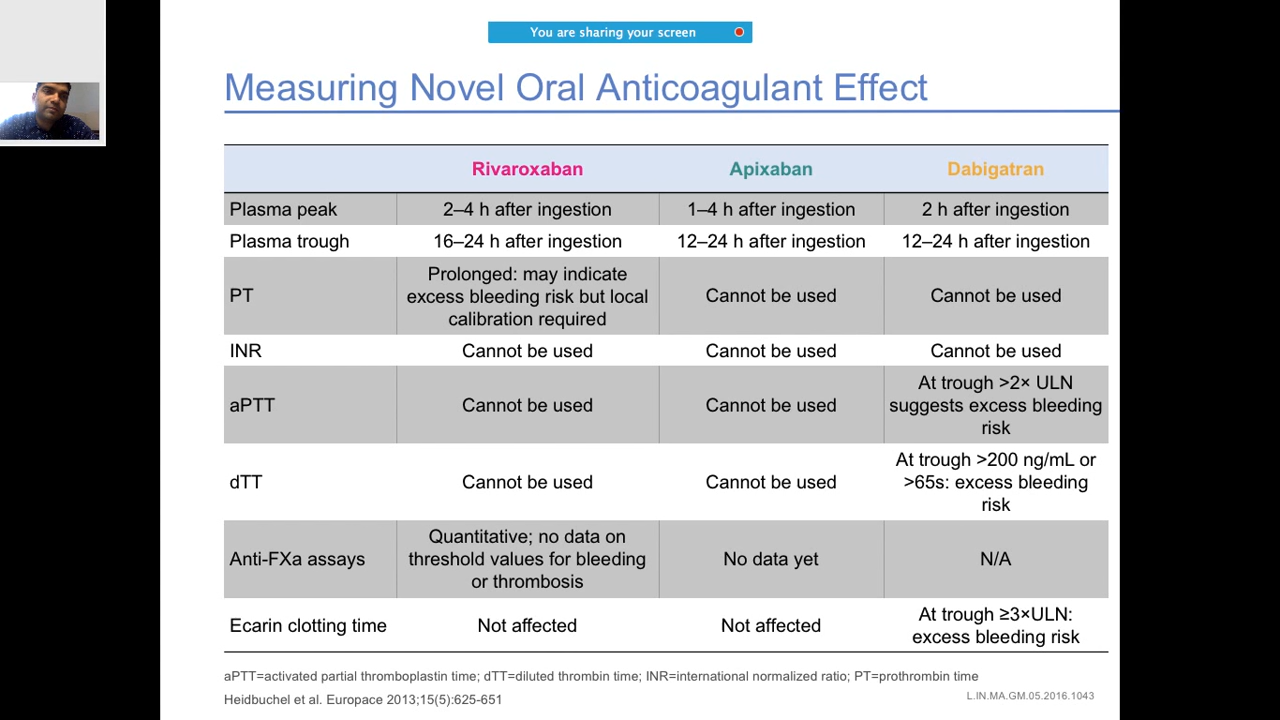 You are sharing your screen
Measuring Novel Oral Anticoagulant Effect
Rivaroxaban Apixaban Dabigatran
Plasma peak 2–4 h after ingestion 1–4 h after ingestion 2 h after ingestion
Plasma trough 16–24 h after ingestion 12–24 h after ingestion 12–24 h after ingestion
PT
Prolonged: may indicate
excess bleeding risk but local
calibration required
Cannot be used
Cannot be used
INR Cannot be used Cannot be used Cannot be used
aPTT
Cannot be used
Cannot be used
At trough >2× ULN
suggests excess bleeding
risk
dTT
Cannot be used
Cannot be used
At trough >200 ng/mL or
>65s: excess bleeding
risk
Anti-FXa assays
Quantitative; no data on
threshold values for bleeding
or thrombosis
No data yet
N/A
Ecarin clotting time
Not affected
Not affected
At trough ≥3×ULN:
excess bleeding risk
aPTT=activated partial thromboplastin time; dTT=diluted thrombin time; INR=international normalized ratio; PT=prothrombin time
Heidbuchel et al. Europace 2013;15(5):625-651
L.IN.MA.GM.05.2016.1043